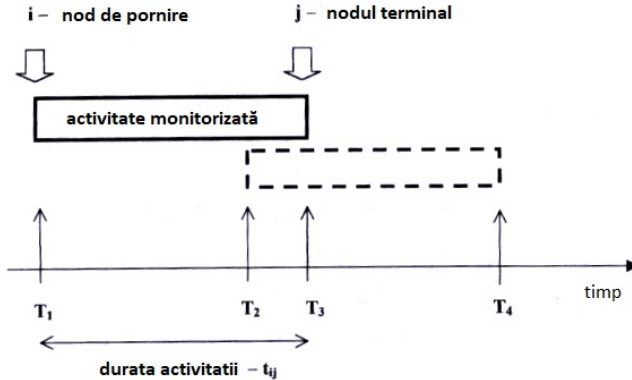 i – nod de pornire
j – nodul terminal
activitate monitorizată
T1 T2 T3 T4 timp
durata activitatii – tij